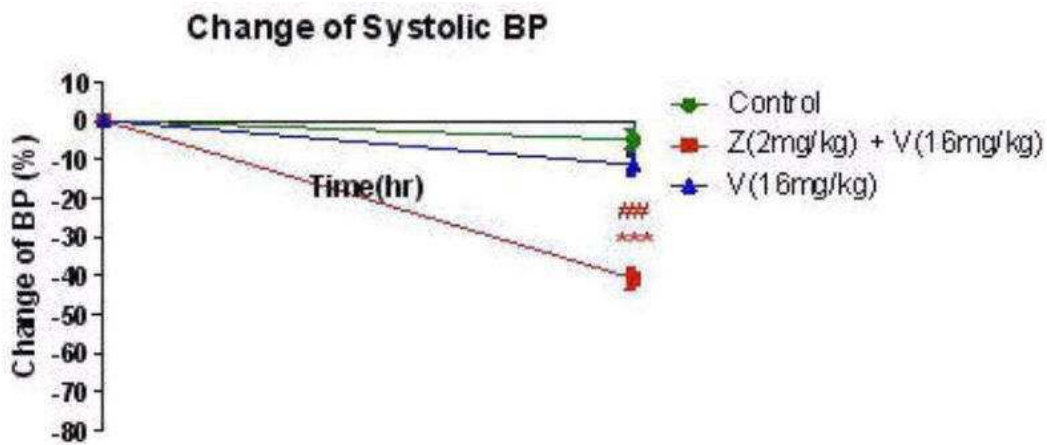 Change of Systolic BP
Change of BP (%)
10
0
-10
-20
-30
-40
-50
-60
-70
-80
Time(hr)
##
***
Control
Z(2mg/kg) + V(16mg/kg)
V(16mg/kg)